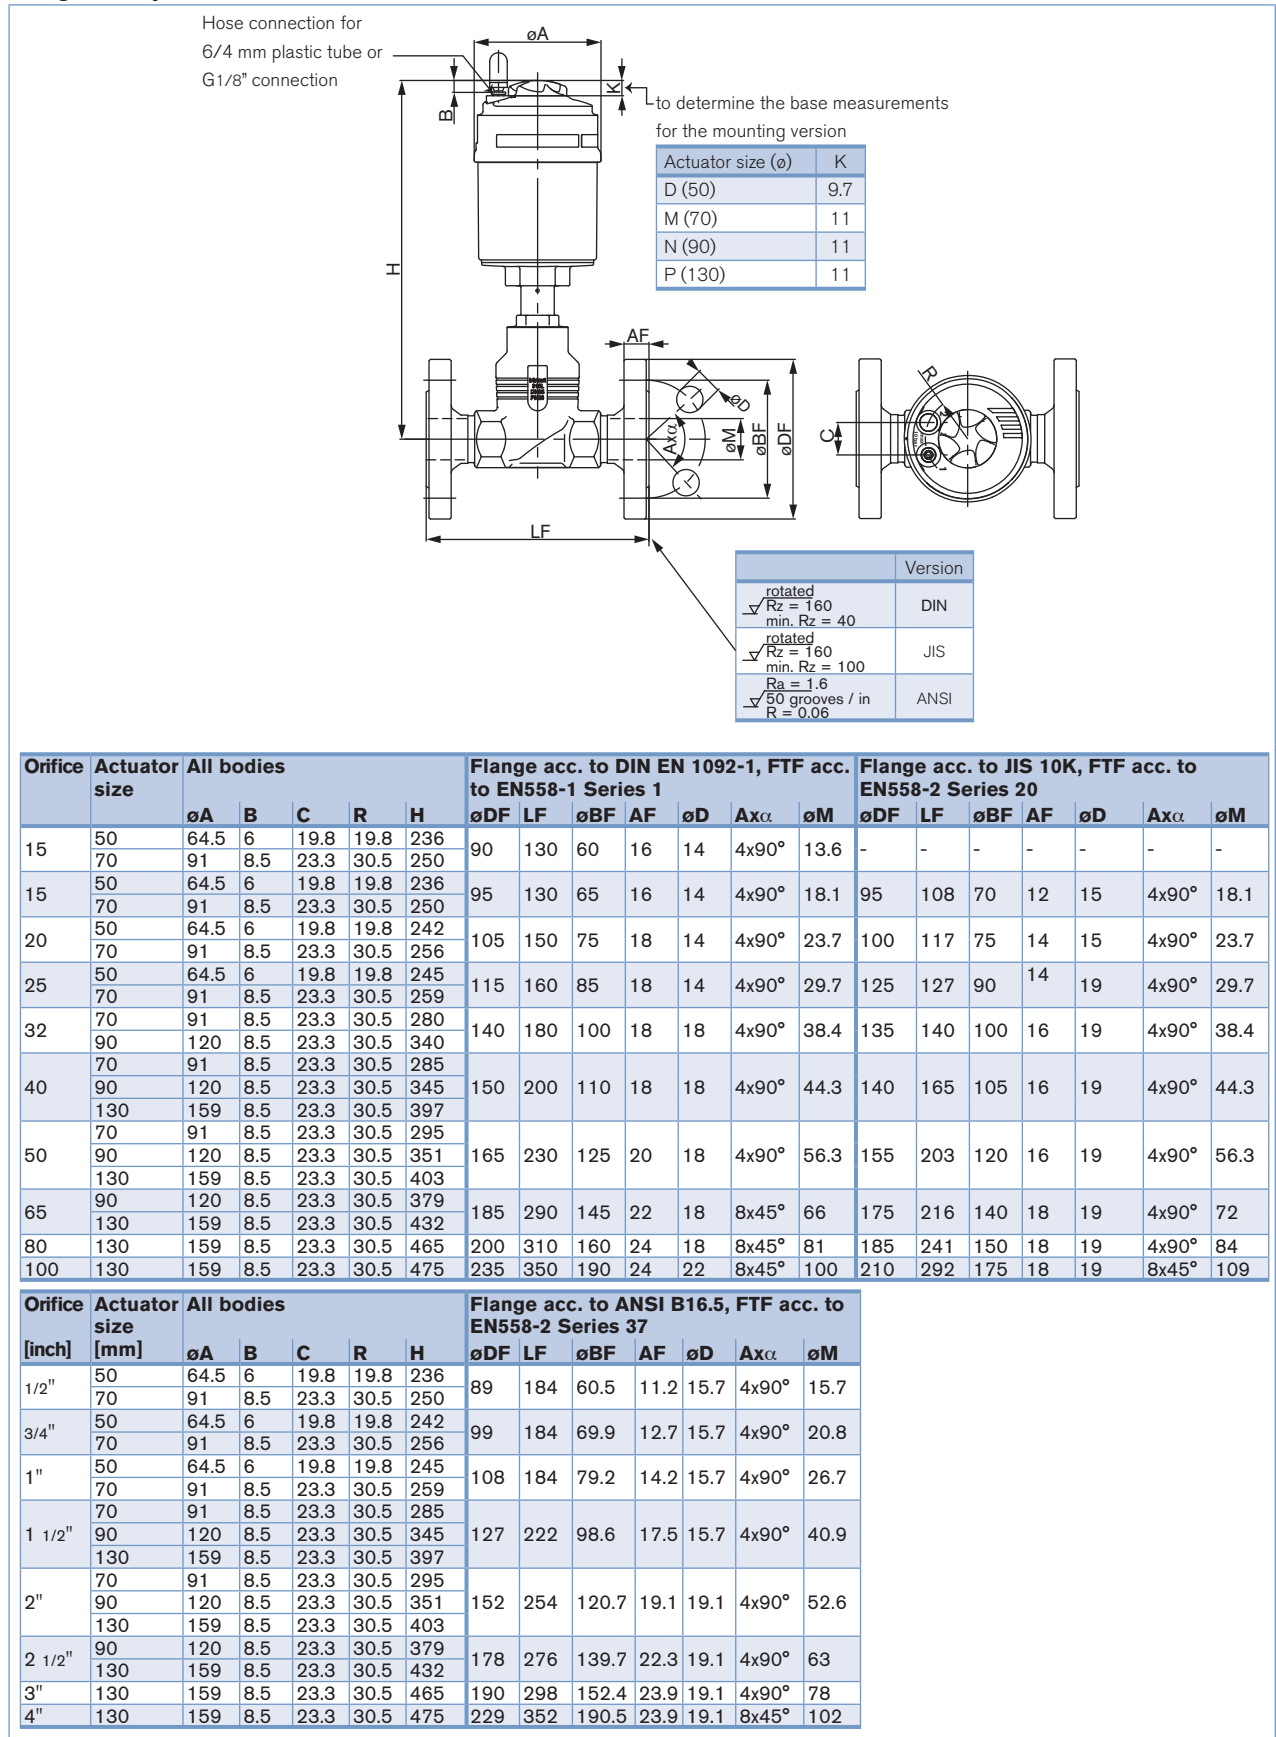 Hose connection for
6/4 mm plastic tube or
G1/8" connection
øA
K
B
to determine the base measurements
for the mounting version
Actuator size (ø) K
D (50) 9.7
M (70) 11
N (90) 11
P (130) 11
H
AF
øD
Axα
øM
øBF
øDF
LF
R
C
2
1
Version
rotated
Rz = 160
min. Rz = 40
DIN
rotated
Rz = 160
min. Rz = 100
JIS
Ra = 1.6
50 grooves / in
R = 0.06
ANSI
Orifice Actuator size All bodies Flange acc. to DIN EN 1092-1, FTF acc. to EN558-1 Series 1 Flange acc. to JIS 10K, FTF acc. to EN558-2 Series 20
øA B C R H øDF LF øBF AF øD Axα øM øDF LF øBF AF øD Axα øM
15 50 64.5 6 19.8 19.8 236 90 130 60 16 14 4x90° 13.6 - - - - - - -
70 91 8.5 23.3 30.5 250
15 50 64.5 6 19.8 19.8 236 95 130 65 16 14 4x90° 18.1 95 108 70 12 15 4x90° 18.1
70 91 8.5 23.3 30.5 250
20 50 64.5 6 19.8 19.8 242 105 150 75 18 14 4x90° 23.7 100 117 75 14 15 4x90° 23.7
70 91 8.5 23.3 30.5 256
25 50 64.5 6 19.8 19.8 245 115 160 85 18 14 4x90° 29.7 125 127 90 14 19 4x90° 29.7
70 91 8.5 23.3 30.5 259
32 70 91 8.5 23.3 30.5 280 140 180 100 18 18 4x90° 38.4 135 140 100 16 19 4x90° 38.4
90 120 8.5 23.3 30.5 340
40 70 91 8.5 23.3 30.5 285 150 200 110 18 18 4x90° 44.3 140 165 105 16 19 4x90° 44.3
90 120 8.5 23.3 30.5 345
130 159 8.5 23.3 30.5 397
50 70 91 8.5 23.3 30.5 295 165 230 125 20 18 4x90° 56.3 155 203 120 16 19 4x90° 56.3
90 120 8.5 23.3 30.5 351
130 159 8.5 23.3 30.5 403
65 90 120 8.5 23.3 30.5 379 185 290 145 22 18 8x45° 66 175 216 140 18 19 4x90° 72
130 159 8.5 23.3 30.5 432
80 130 159 8.5 23.3 30.5 465 200 310 160 24 18 8x45° 81 185 241 150 18 19 4x90° 84
100 130 159 8.5 23.3 30.5 475 235 350 190 24 22 8x45° 100 210 292 175 18 19 8x45° 109
Orifice [inch] Actuator size [mm] All bodies Flange acc. to ANSI B16.5, FTF acc. to EN558-2 Series 37
øA B C R H øDF LF øBF AF øD Axα øM
1/2" 50 64.5 6 19.8 19.8 236 89 184 60.5 11.2 15.7 4x90° 15.7
70 91 8.5 23.3 30.5 250
3/4" 50 64.5 6 19.8 19.8 242 99 184 69.9 12.7 15.7 4x90° 20.8
70 91 8.5 23.3 30.5 256
1" 50 64.5 6 19.8 19.8 245 108 184 79.2 14.2 15.7 4x90° 26.7
70 91 8.5 23.3 30.5 259
1 1/2" 70 91 8.5 23.3 30.5 285 127 222 98.6 17.5 15.7 4x90° 40.9
90 120 8.5 23.3 30.5 345
130 159 8.5 23.3 30.5 397
2" 70 91 8.5 23.3 30.5 295 152 254 120.7 19.1 19.1 4x90° 52.6
90 120 8.5 23.3 30.5 351
130 159 8.5 23.3 30.5 403
2 1/2" 90 120 8.5 23.3 30.5 379 178 276 139.7 22.3 19.1 4x90° 63
130 159 8.5 23.3 30.5 432
3" 130 159 8.5 23.3 30.5 465 190 298 152.4 23.9 19.1 4x90° 78
4" 130 159 8.5 23.3 30.5 475 229 352 190.5 23.9 19.1 8x45° 102